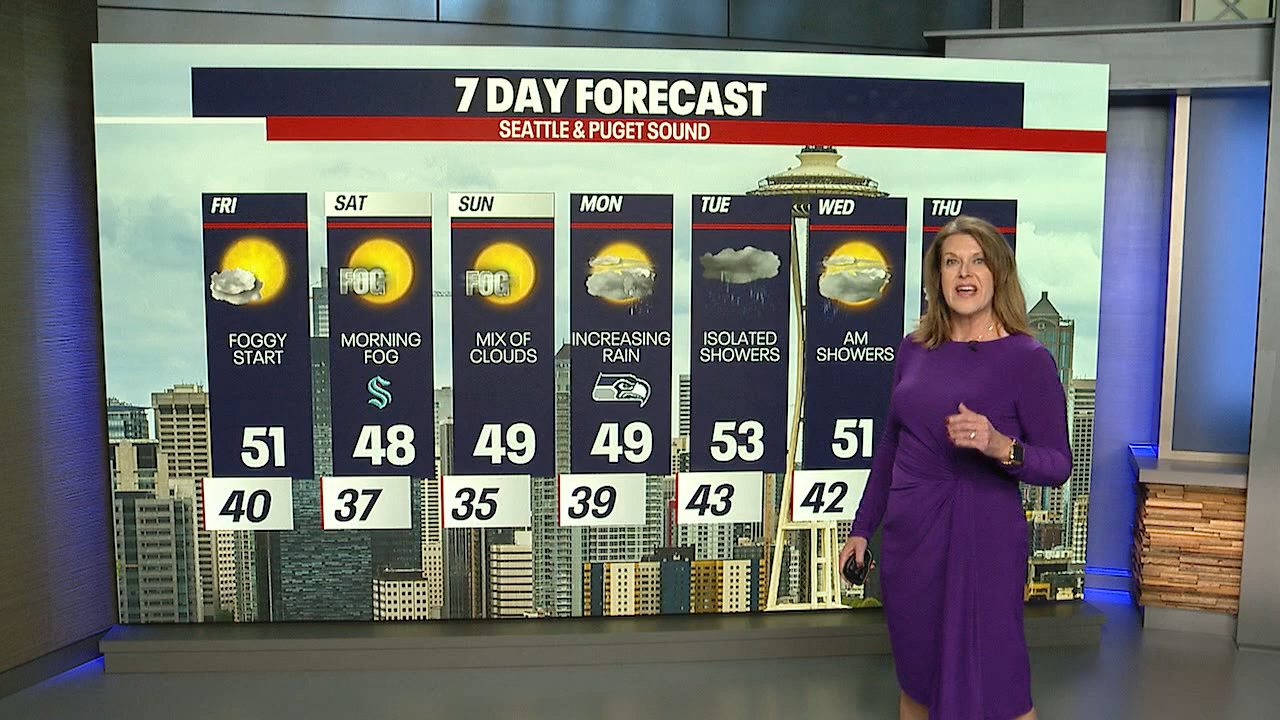 7 DAY FORECAST
SEATTLE & PUGET SOUND
FRI
FOGGY
START
51
40
SAT
FOG
MORNING
FOG
48
37
SUN
FOG
MIX OF
CLOUDS
49
35
MON
INCREASING
RAIN
49
39
TUE
ISOLATED
SHOWERS
53
43
WED
AM
SHOWERS
51
42
THU